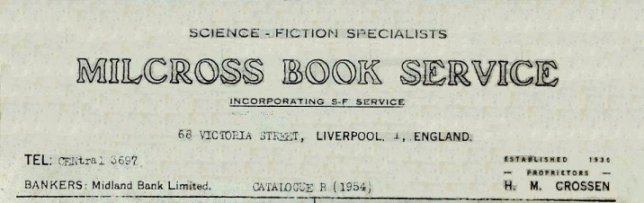 SCIENCE - FICTION SPECIALISTS
MILCROSS BOOK SERVICE
INCORPORATING S-F SERVICE
68 VICTORIA STREET, LIVERPOOL. 1, ENGLAND.
TEL: CENtral 3697
ESTABLISHED 1936
— PROPRIETORS —
BANKERS: Midland Bank Limited.
CATALOGUE R (1954)
H. M. CROSSEN